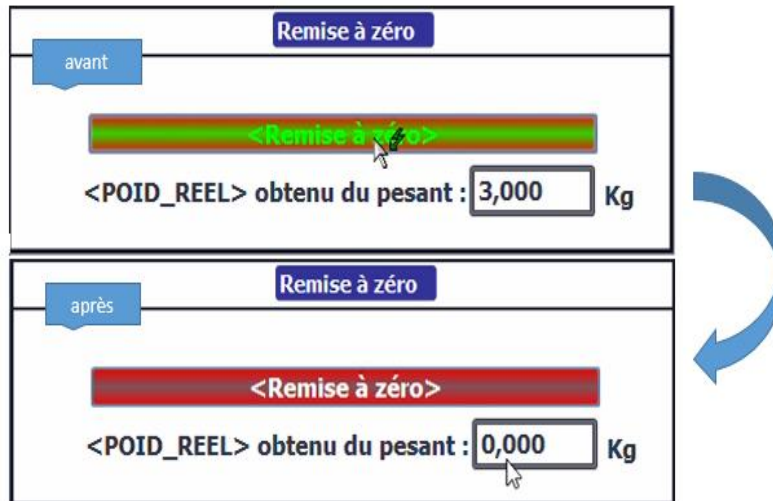 Remise à zéro
avant
<Remise à zéro>
<POID_REEL> obtenu du pesant : 3,000 Kg
Remise à zéro
après
<Remise à zéro>
<POID_REEL> obtenu du pesant : 0,000 Kg